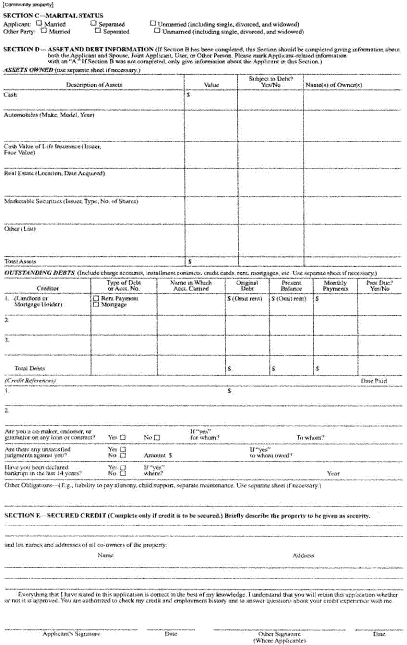 [Community property]
SECTION C—MARITAL STATUS
Applicant: ☐ Married ☐ Separated ☐ Unmarried (including single, divorced, and widowed)
Other Party: ☐ Married ☐ Separated ☐ Unmarried (including single, divorced, and widowed)
SECTION D—ASSET AND DEBT INFORMATION (If Section B has been completed, this Section should be completed giving information about
both the Applicant and Spouse, Joint Applicant, User, or Other Person. Please mark Applicant-related information
with an "A." If Section B was not completed, only give information about the Applicant in this Section.)
ASSETS OWNED (use separate sheet if necessary.)
Description of Assets Value Subject to Debt? Yes/No Name(s) of Owner(s)
Cash $
Automobiles (Make, Model, Year)
Cash Value of Life Insurance (Issuer,
Face Value)
Real Estate (Location, Date Acquired)
Marketable Securities (Issuer, Type, No. of Shares)
Other (List)
Total Assets $
OUTSTANDING DEBTS (Include charge accounts, installment contracts, credit cards, rent, mortgages, etc. Use separate sheet if necessary.)
Creditor Type of Debt or Acct. No. Name in Which Acct. Carried Original Debt Present Balance Monthly Payments Past Due? Yes/No
1. (Landlord or ☐ Rent Payment $ (Omit rent) $ (Omit rent) $
Mortgage Holder) ☐ Mortgage
2.
3.
Total Debts $ $ $
(Credit References) Date Paid
1. $
2.
Are you a co-maker, endorser, or
guarantor on any loan or contract? Yes ☐ No ☐ If "yes" for whom? To whom?
Are there any unsatisfied Yes ☐
judgments against you? No ☐ Amount $ If "yes" to whom owed?
Have you been declared Yes ☐ If "yes"
bankrupt in the last 14 years? No ☐ where? Year
Other Obligations—(E.g., liability to pay alimony, child support, separate maintenance. Use separate sheet if necessary.)
SECTION E—SECURED CREDIT (Complete only if credit is to be secured.) Briefly describe the property to be given as security.
and list names and addresses of all co-owners of the property:
Name Address
Everything that I have stated in this application is correct to the best of my knowledge. I understand that you will retain this application whether
or not it is approved. You are authorized to check my credit and employment history and to answer questions about your credit experience with me.
Applicant's Signature Date Other Signature Date
(Where Applicable)